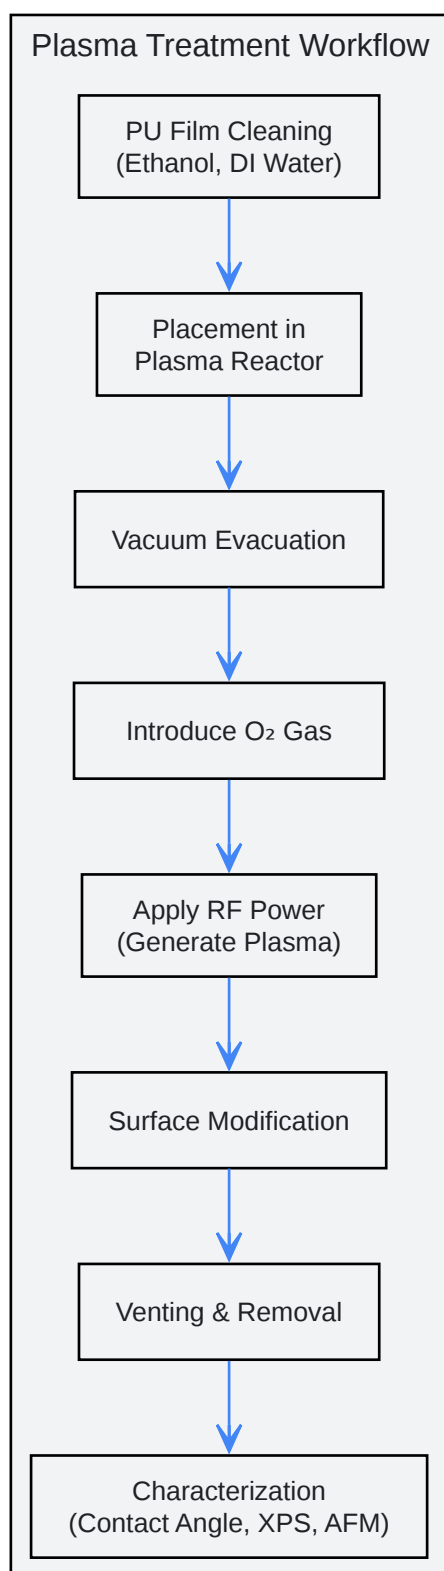 Plasma Treatment Workflow
PU Film Cleaning
(Ethanol, DI Water)
Placement in
Plasma Reactor
Vacuum Evacuation
Introduce O₂ Gas
Apply RF Power
(Generate Plasma)
Surface Modification
Venting & Removal
Characterization
(Contact Angle, XPS, AFM)